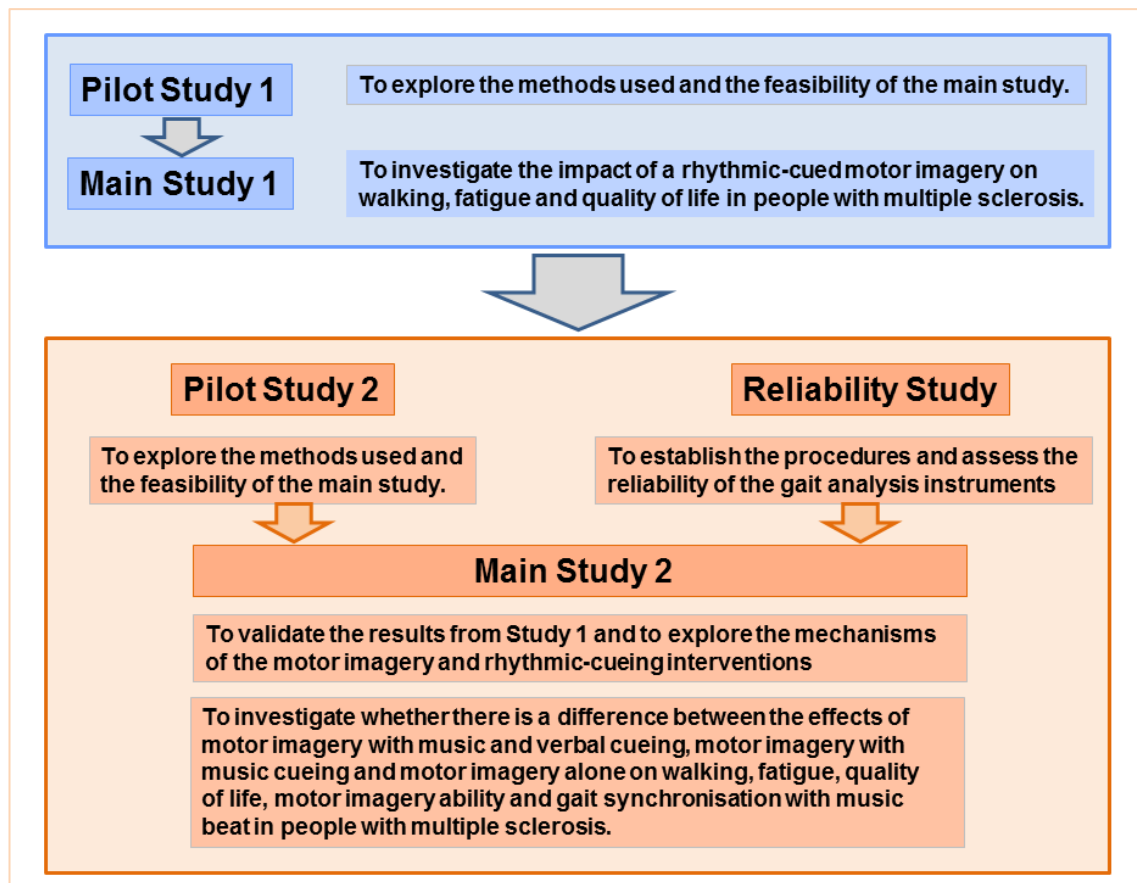 Pilot Study 1
To explore the methods used and the feasibility of the main study.
Main Study 1
To investigate the impact of a rhythmic-cued motor imagery on
walking, fatigue and quality of life in people with multiple sclerosis.
Pilot Study 2
Reliability Study
To explore the methods used and
the feasibility of the main study.
To establish the procedures and assess the
reliability of the gait analysis instruments
Main Study 2
To validate the results from Study 1 and to explore the mechanisms
of the motor imagery and rhythmic-cueing interventions
To investigate whether there is a difference between the effects of
motor imagery with music and verbal cueing, motor imagery with
music cueing and motor imagery alone on walking, fatigue, quality
of life, motor imagery ability and gait synchronisation with music
beat in people with multiple sclerosis.